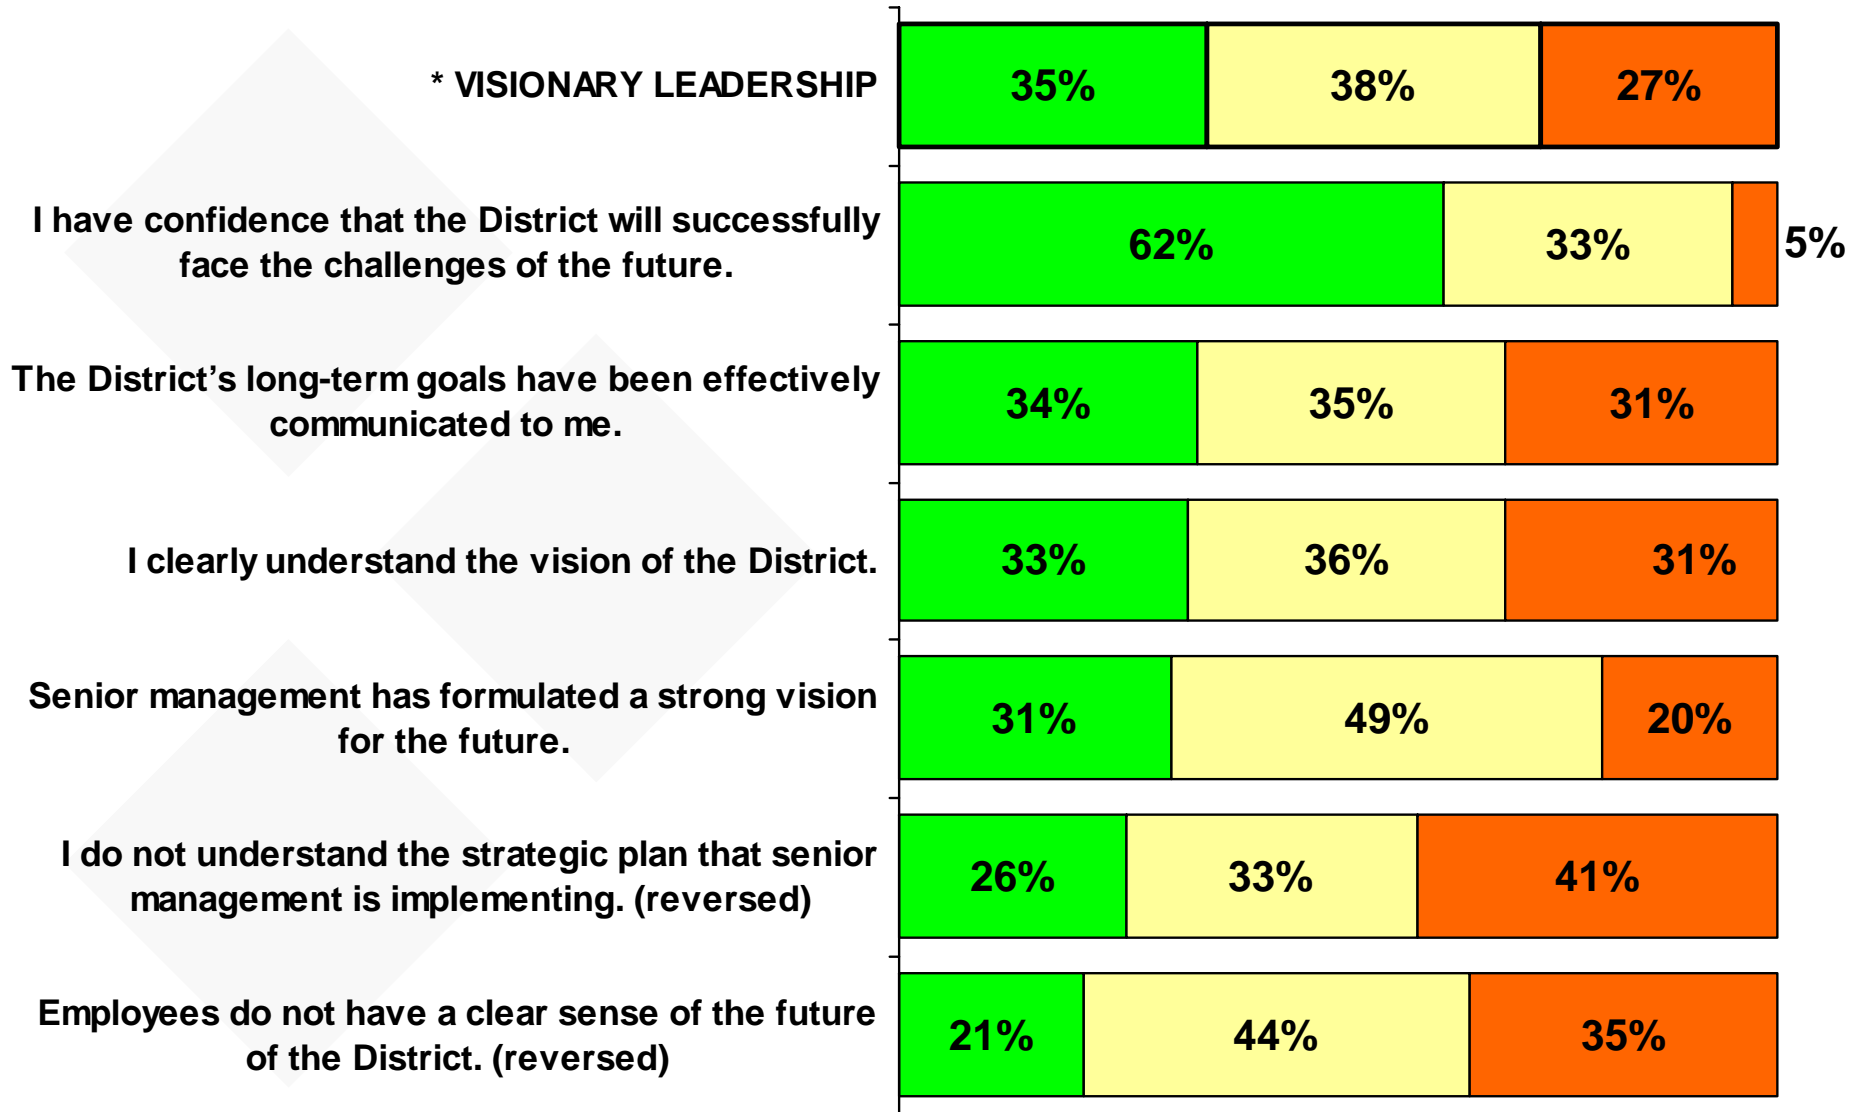 * VISIONARY LEADERSHIP
35% 38% 27%
I have confidence that the District will successfully
face the challenges of the future.
62% 33% 5%
The District’s long-term goals have been effectively
communicated to me.
34% 35% 31%
I clearly understand the vision of the District.
33% 36% 31%
Senior management has formulated a strong vision
for the future.
31% 49% 20%
I do not understand the strategic plan that senior
management is implementing. (reversed)
26% 33% 41%
Employees do not have a clear sense of the future
of the District. (reversed)
21% 44% 35%